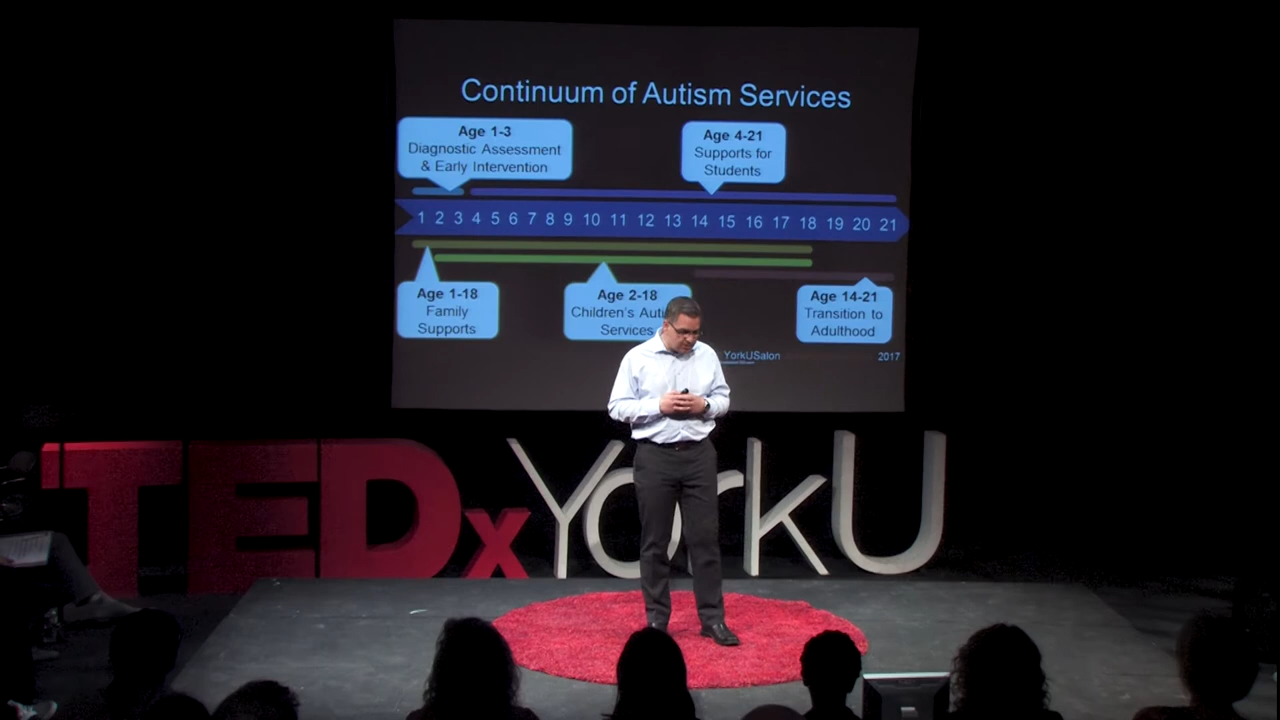 Continuum of Autism Services
Age 1-3
Diagnostic Assessment
& Early Intervention
Age 4-21
Supports for
Students
1 2 3 4 5 6 7 8 9 10 11 12 13 14 15 16 17 18 19 20 21
Age 1-18
Family
Supports
Age 2-18
Children's
Services
Age 14-21
Transition to
Adulthood
YorkUSalon
2017
TEDxYorkU